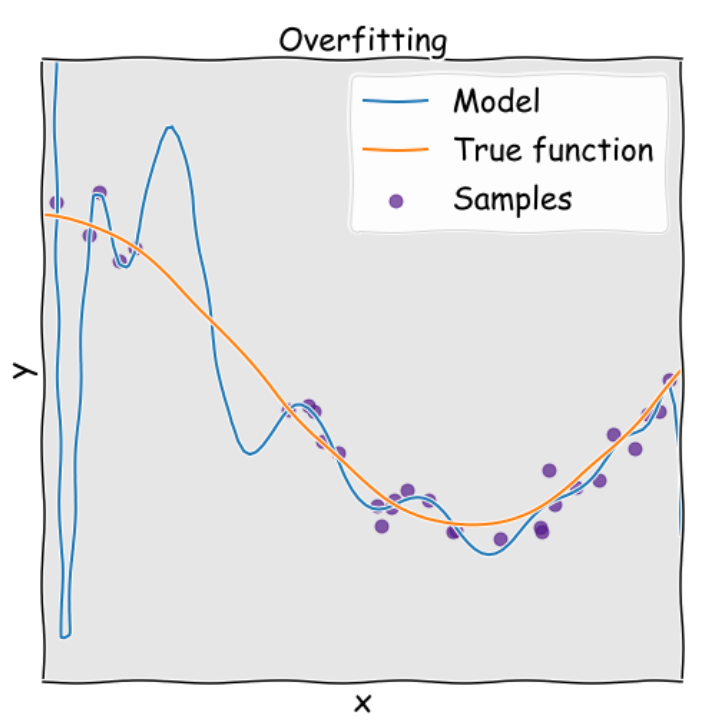 Overfitting
Model
True function
Samples
y
x